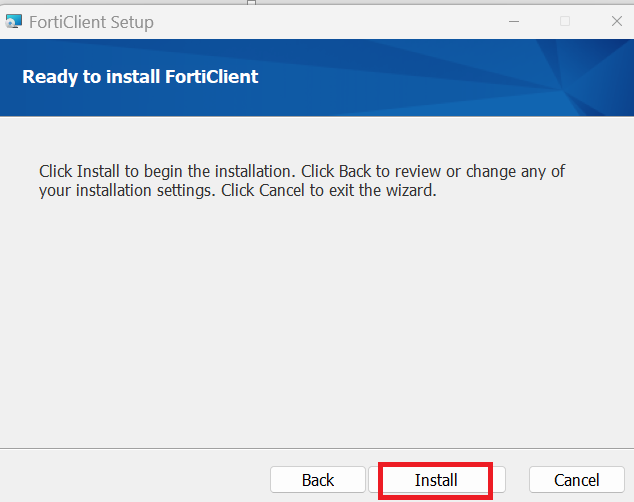 FortiClient Setup
Ready to install FortiClient
Click Install to begin the installation. Click Back to review or change any of
your installation settings. Click Cancel to exit the wizard.
Back
Install
Cancel